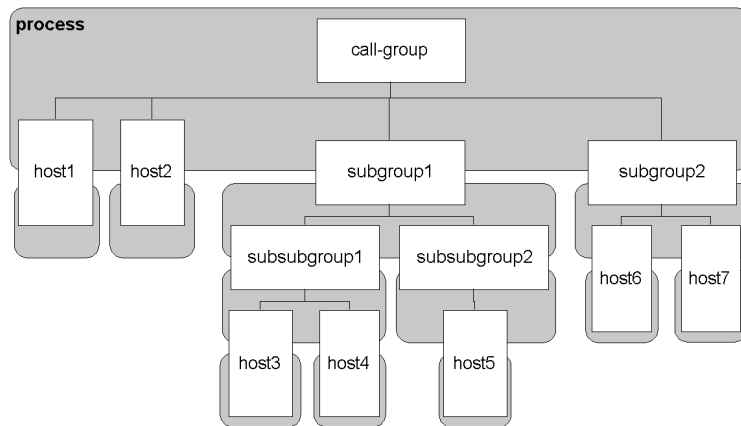 process
call-group
host1 host2 subgroup1 subgroup2
subsubgroup1 subsubgroup2 host6 host7
host3 host4 host5